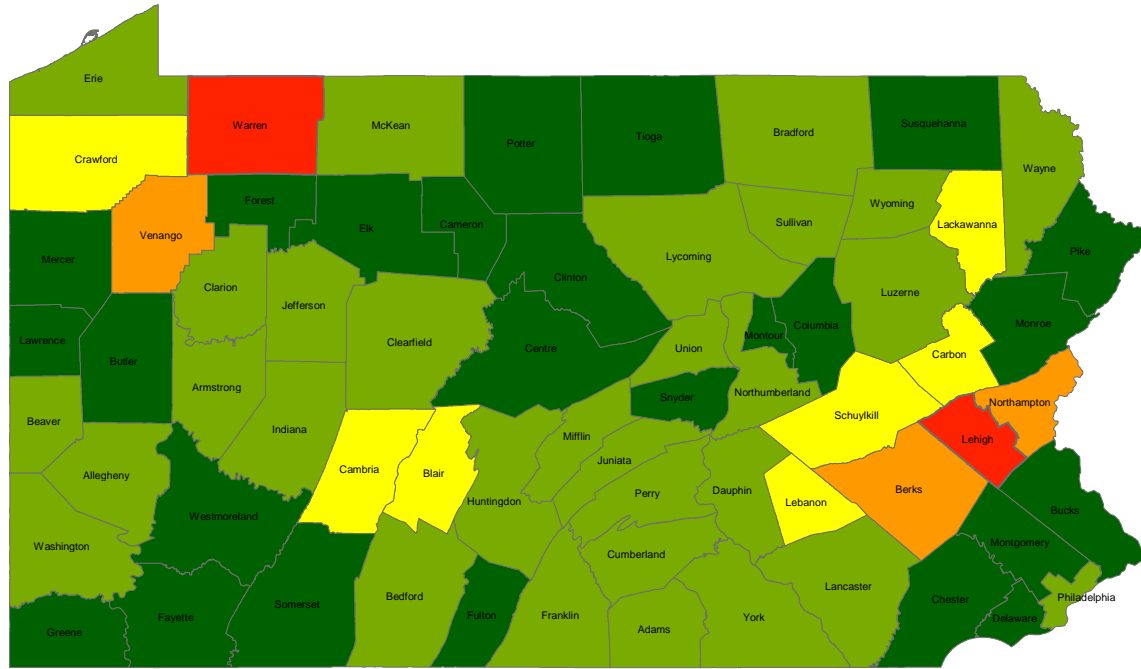 Erie
Warren
McKean
Potter
Tioga
Bradford
Susquehanna
Crawford
Wayne
Forest
Venango
Elk
Cameron
Sullivan
Wyoming
Lackawanna
Mercer
Lycoming
Pike
Clinton
Clarion
Jefferson
Luzerne
Columbia
Monroe
Lawrence
Butler
Clearfield
Centre
Union
Montour
Carbon
Armstrong
Snyder
Northumberland
Northampton
Beaver
Indiana
Mifflin
Schuylkill
Lehigh
Allegheny
Cambria
Blair
Juniata
Huntingdon
Perry
Dauphin
Lebanon
Berks
Bucks
Westmoreland
Washington
Cumberland
Montgomery
Lancaster
Bedford
Philadelphia
Somerset
Chester
Greene
Fayette
Fulton
Franklin
Adams
York
Delaware